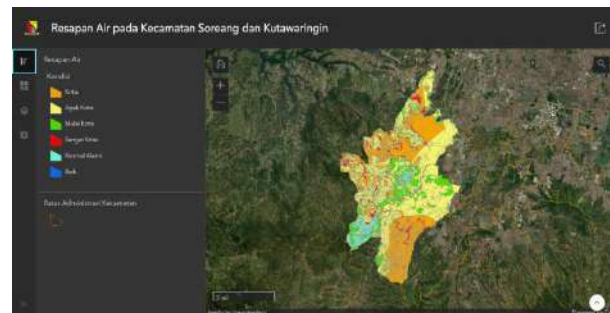 Resapan Air pada Kecamatan Soreang dan Kutawaringin
Resapan Air
Kondisi
Kritis
Agak Kritis
Mulai Kritis
Sangat Kritis
Normal Alami
Baik
Batas Administrasi Kecamatan